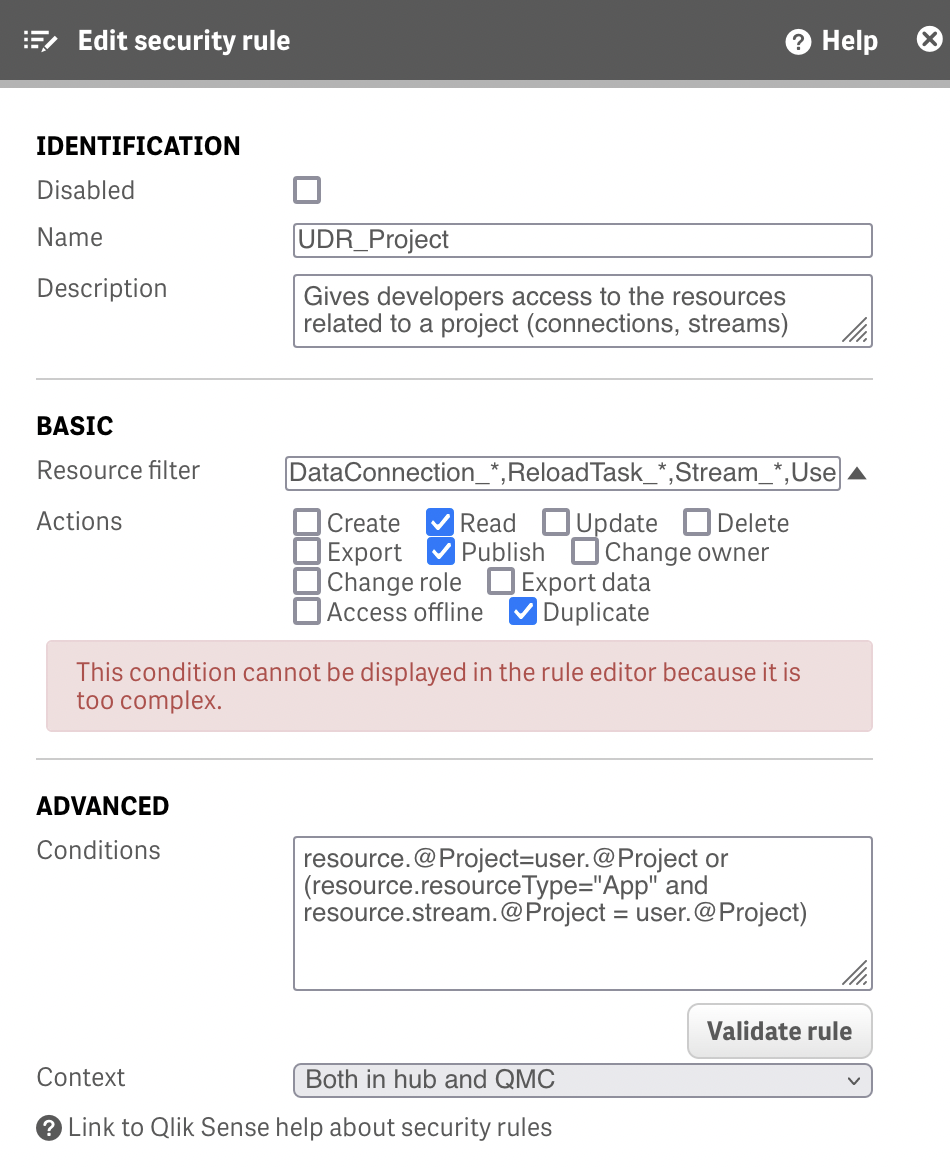 Edit security rule
Help
IDENTIFICATION
Disabled
Name
UDR_Project
Description
Gives developers access to the resources
related to a project (connections, streams)
BASIC
Resource filter
DataConnection_*,ReloadTask_*,Stream_*,Use
Actions
Create Read Update Delete
Export Publish Change owner
Change role Export data
Access offline Duplicate
This condition cannot be displayed in the rule editor because it is
too complex.
ADVANCED
Conditions
resource.@Project=user.@Project or
(resource.resourceType="App" and
resource.stream.@Project = user.@Project)
Validate rule
Context
Both in hub and QMC
Link to Qlik Sense help about security rules